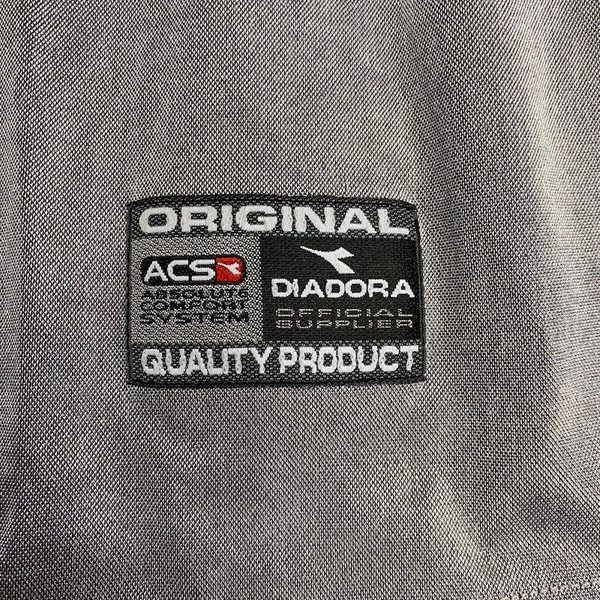 ORIGINAL
ACS
ABSOLUTE
COMFORT
SYSTEM
DIADORA
OFFICIAL
SUPPLIER
QUALITY PRODUCT